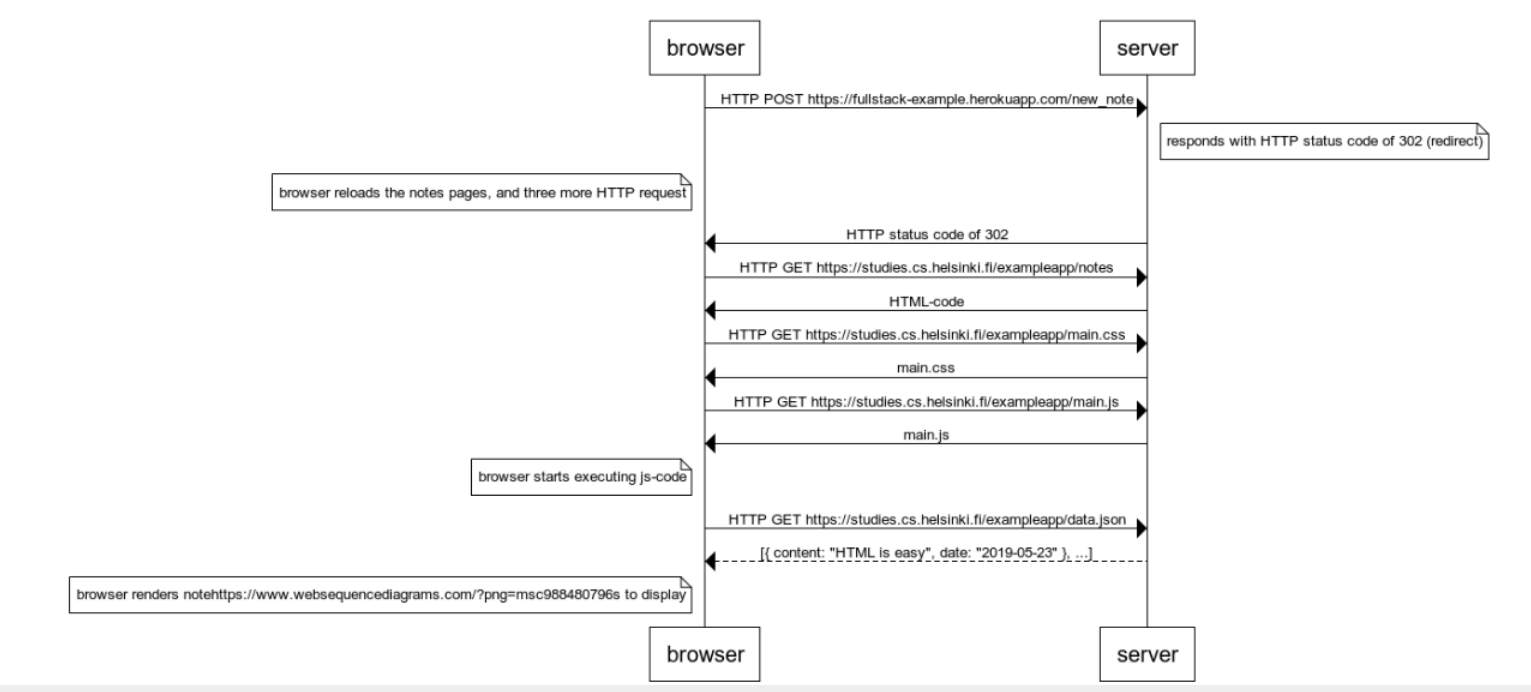 browser server
HTTP POST https://fullstack-example.herokuapp.com/new_note
responds with HTTP status code of 302 (redirect)
browser reloads the notes pages, and three more HTTP request
HTTP status code of 302
HTTP GET https://studies.cs.helsinki.fi/exampleapp/notes
HTML-code
HTTP GET https://studies.cs.helsinki.fi/exampleapp/main.css
main.css
HTTP GET https://studies.cs.helsinki.fi/exampleapp/main.js
main.js
browser starts executing js-code
HTTP GET https://studies.cs.helsinki.fi/exampleapp/data.json
[{ content: "HTML is easy", date: "2019-05-23" }, ...]
browser renders notehttps://www.websequencediagrams.com/?png=msc988480796s to display
browser server